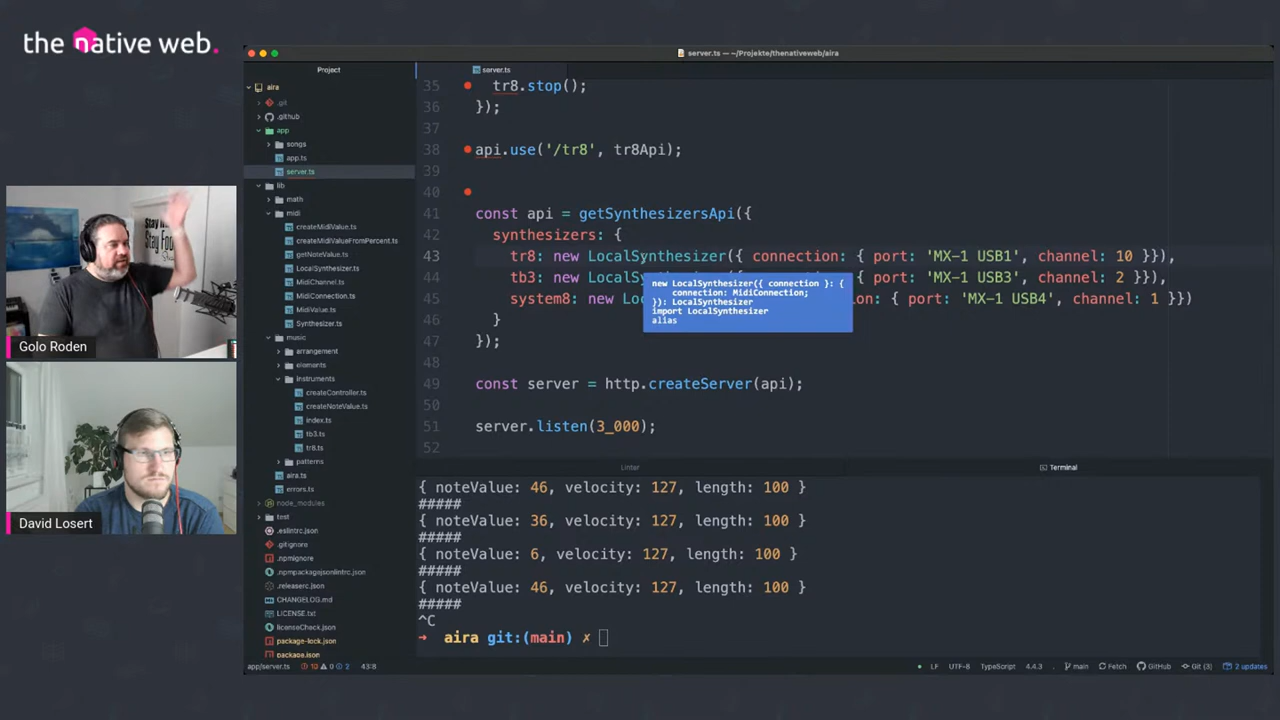 the native web.
server.ts — ~/Projekte/thenativeweb/aira
Project
aira
.git
.github
app
songs
app.ts
server.ts
lib
math
midi
createMidiValue.ts
createMidiValueFromPercent.ts
getNoteValue.ts
LocalSynthesizer.ts
MidiChannel.ts
MidiConnection.ts
MidiValue.ts
Synthesizer.ts
music
arrangement
elements
instruments
createController.ts
createNoteValue.ts
index.ts
tb3.ts
tr8.ts
patterns
aira.ts
errors.ts
node_modules
test
.eslintrc.json
.gitignore
.npmignore
.npmpackagejsonlintrc.json
.releaserc.json
CHANGELOG.md
LICENSE.txt
licenseCheck.json
package-lock.json
package.json
server.ts
35 tr8.stop();
36 });
37
38 api.use('/tr8', tr8Api);
39
40
41 const api = getSynthesizersApi({
42 synthesizers: {
43 tr8: new LocalSynthesizer({ connection: { port: 'MX-1 USB1', channel: 10 }}),
44 tb3: new LocalSy { port: 'MX-1 USB3', channel: 2 }}),
45 system8: new Lo on: { port: 'MX-1 USB4', channel: 1 }})
46 }
47 });
48
49 const server = http.createServer(api);
50
51 server.listen(3_000);
52
new LocalSynthesizer({ connection }: {
connection: MidiConnection;
}): LocalSynthesizer
import LocalSynthesizer
alias
Stay
Stay Foo
Golo Roden
David Losert
Linter
Terminal
{ noteValue: 46, velocity: 127, length: 100 }
#####
{ noteValue: 36, velocity: 127, length: 100 }
#####
{ noteValue: 6, velocity: 127, length: 100 }
#####
{ noteValue: 46, velocity: 127, length: 100 }
#####
^C
→ aira git:(main) ✗
app/server.ts 10 0 2 43:8
LF UTF-8 TypeScript 4.4.3 main Fetch GitHub Git (3) 2 updates